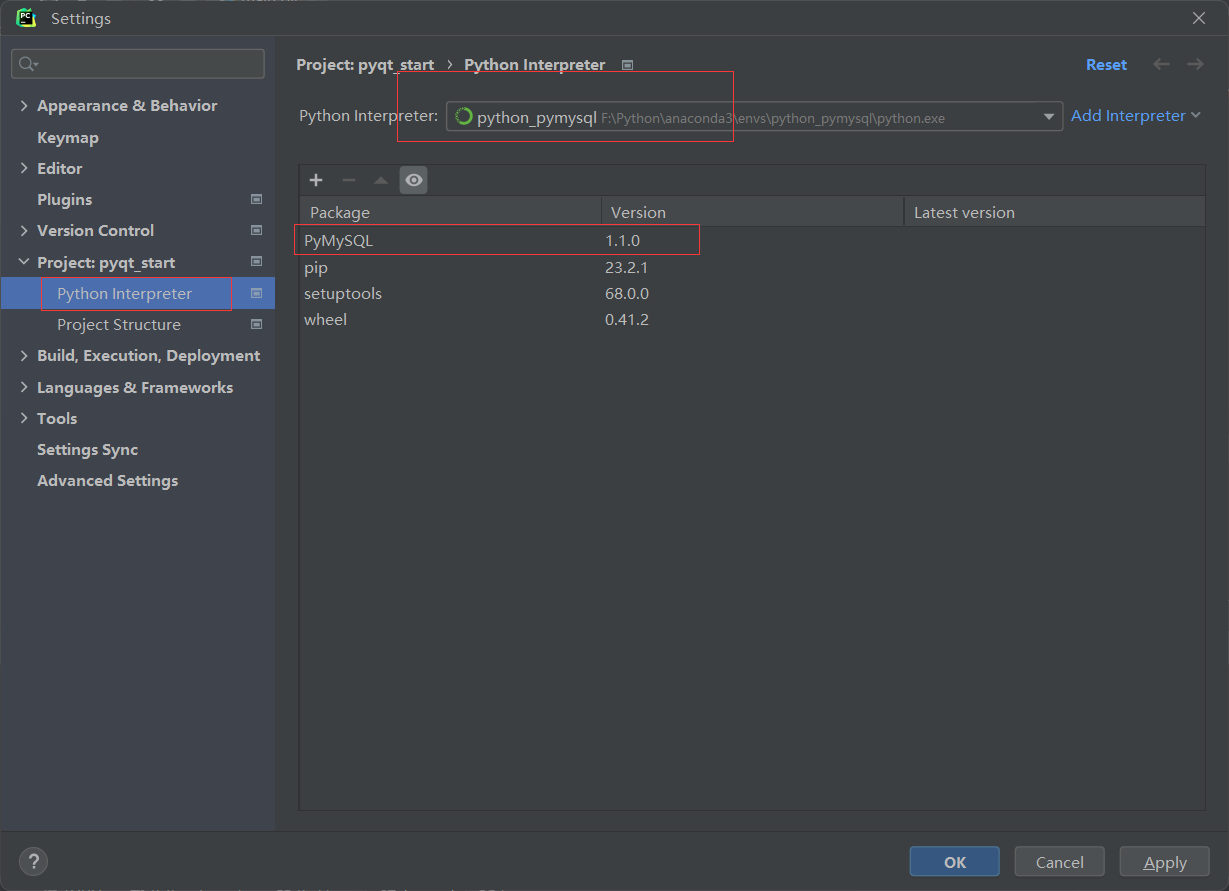 Settings
Project: pyqt_start › Python Interpreter
Reset
Appearance & Behavior
Keymap
Editor
Plugins
Version Control
Project: pyqt_start
Python Interpreter
Project Structure
Build, Execution, Deployment
Languages & Frameworks
Tools
Settings Sync
Advanced Settings
Python Interpreter: python_pymysql F:\Python\anaconda3\envs\python_pymysql\python.exe Add Interpreter
Package Version Latest version
PyMySQL 1.1.0
pip 23.2.1
setuptools 68.0.0
wheel 0.41.2
? OK Cancel Apply